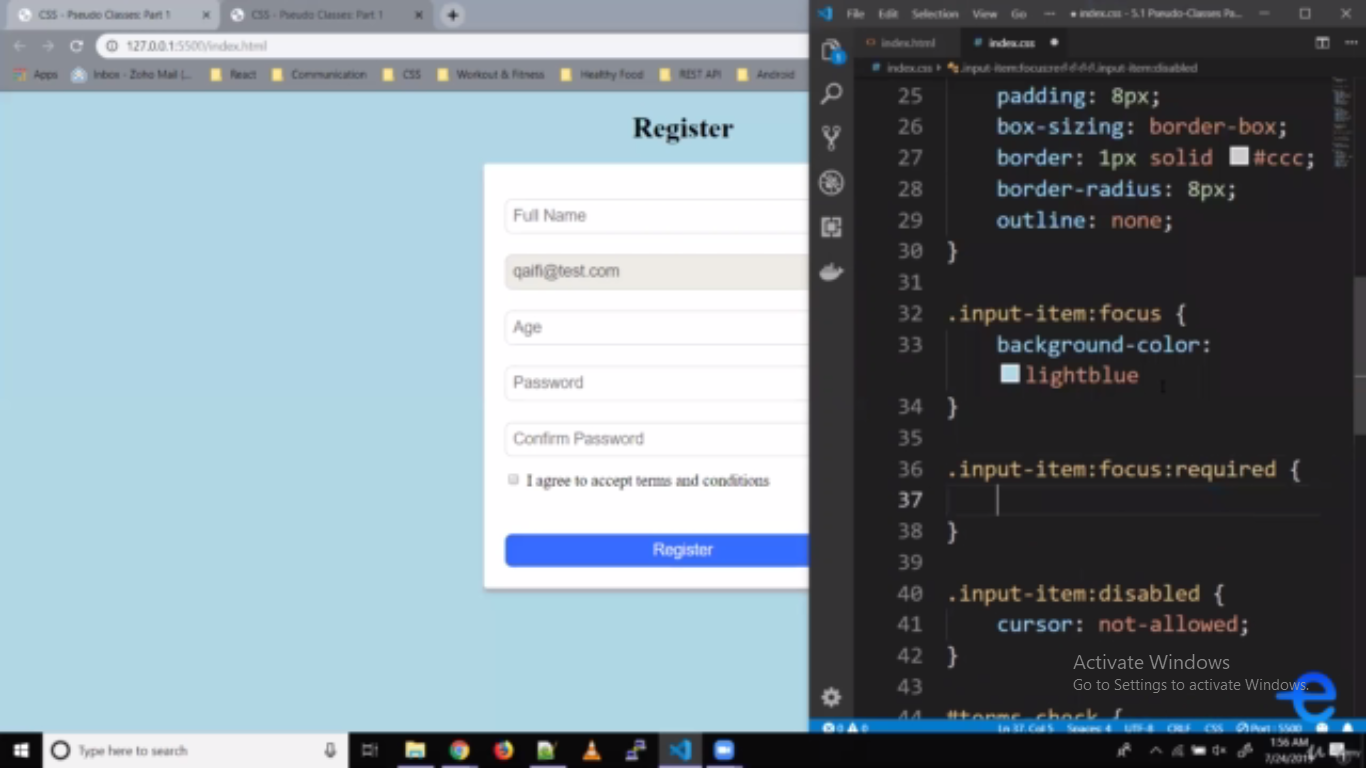 CSS - Pseudo Classes: Part 1
CSS - Pseudo Classes: Part 1
File Edit Selection View Go ··· ● index.css - 5.1 Pseudo-Classes Pa...
127.0.0.1:5500/index.html
index.html
# index.css ●
Apps Inbox - Zoho Mail (... React Communication CSS Workout & Fitness Healthy Food REST API Android
# index.css ›
.input-item:disabled
Register
Full Name
qaifi@test.com
Age
Password
Confirm Password
I agree to accept terms and conditions
Register
25 padding: 8px;
26 box-sizing: border-box;
27 border: 1px solid #ccc;
28 border-radius: 8px;
29 outline: none;
30 }
31
32 .input-item:focus {
33 background-color:
lightblue
34 }
35
36 .input-item:focus:required {
37
38 }
39
40 .input-item:disabled {
41 cursor: not-allowed;
42 }
43
44 #terms-check {
Activate Windows
Go to Settings to activate Windows.
0 0 Ln 37, Col 5 Spaces: 4 UTF-8 CRLF CSS Port : 5500
Type here to search
1:56 AM